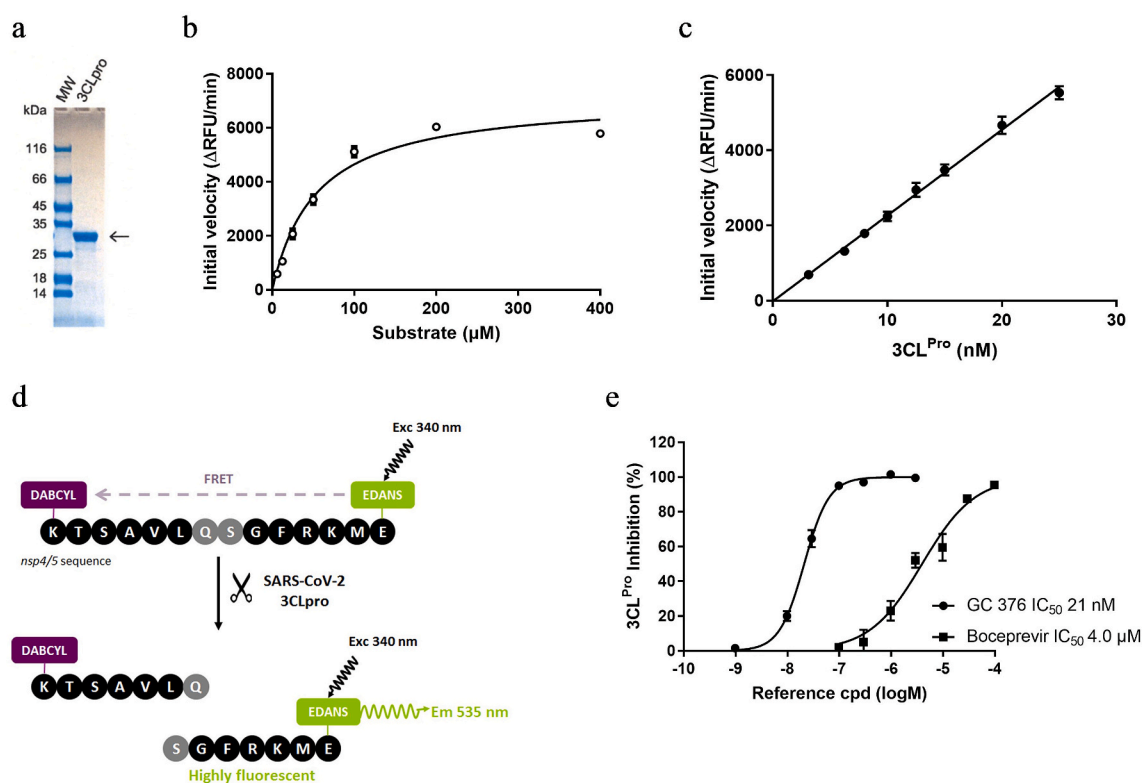 a
MW
3CLpro
kDa
116
66
45
35
25
18
14
b
Initial velocity (ΔRFU/min)
8000
6000
4000
2000
0
0 100 200 300 400
Substrate (µM)
c
Initial velocity (ΔRFU/min)
6000
4000
2000
0
0 10 20 30
3CL^Pro (nM)
d
Exc 340 nm
FRET
DABCYL
EDANS
K T S A V L Q S G F R K M E
nsp4/5 sequence
SARS-CoV-2
3CLpro
DABCYL
Exc 340 nm
K T S A V L Q
EDANS
Em 535 nm
S G F R K M E
Highly fluorescent
e
3CL^Pro Inhibition (%)
120
100
80
60
40
20
0
-10 -9 -8 -7 -6 -5 -4
Reference cpd (logM)
GC 376 IC50 21 nM
Boceprevir IC50 4.0 µM